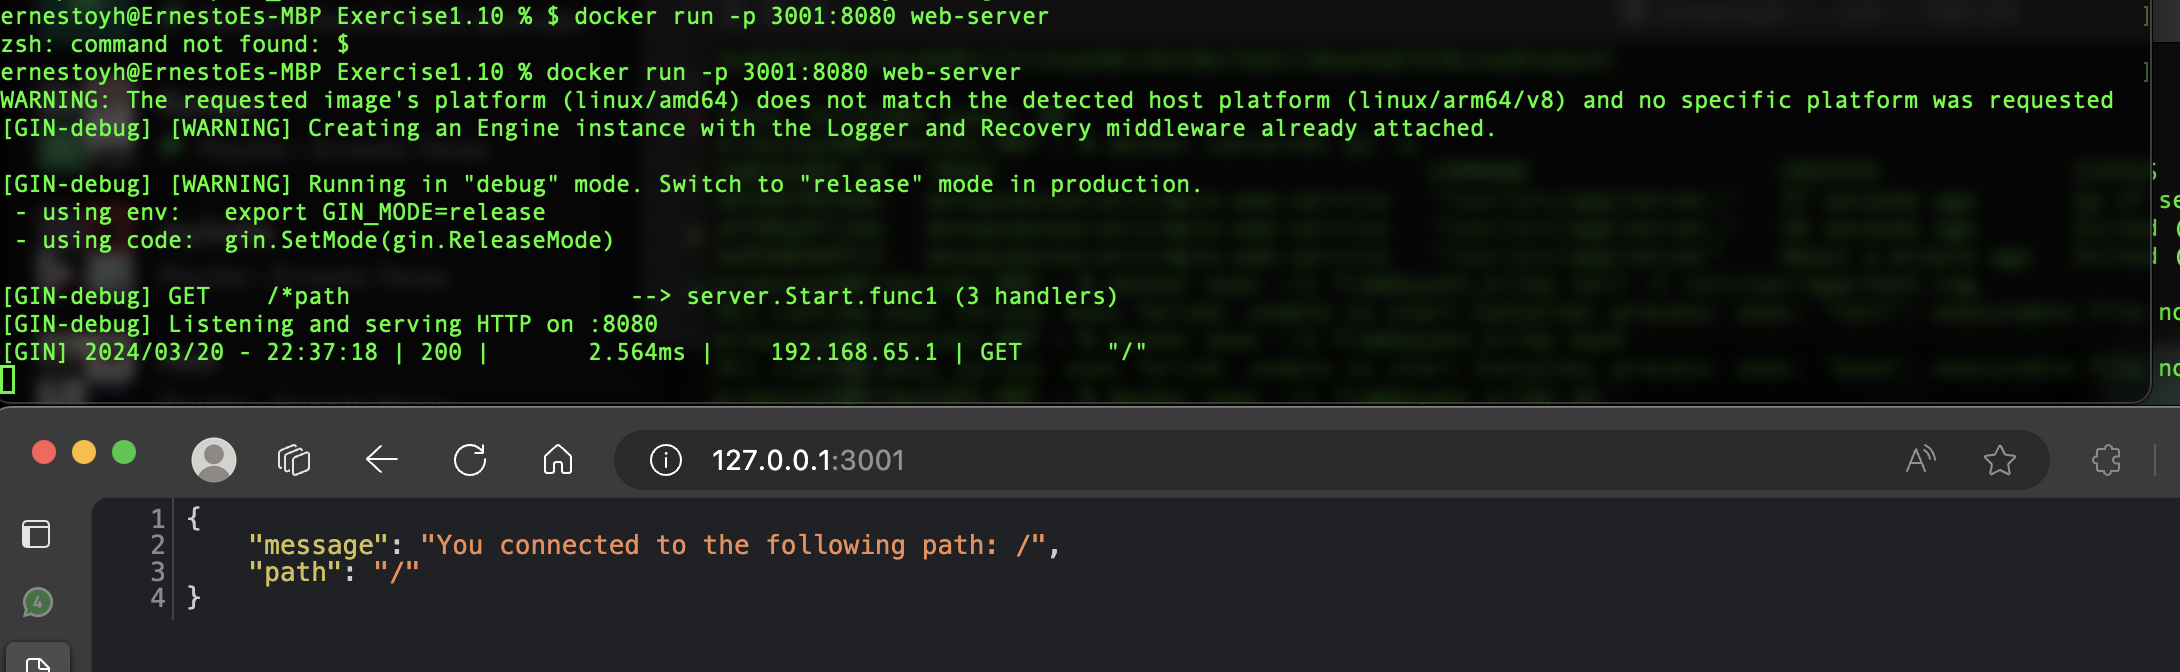 ernestoyh@ErnestoEs-MBP Exercise1.10 % $ docker run -p 3001:8080 web-server
zsh: command not found: $
ernestoyh@ErnestoEs-MBP Exercise1.10 % docker run -p 3001:8080 web-server
WARNING: The requested image's platform (linux/amd64) does not match the detected host platform (linux/arm64/v8) and no specific platform was requested
[GIN-debug] [WARNING] Creating an Engine instance with the Logger and Recovery middleware already attached.
[GIN-debug] [WARNING] Running in "debug" mode. Switch to "release" mode in production.
 - using env:   export GIN_MODE=release
 - using code:  gin.SetMode(gin.ReleaseMode)
[GIN-debug] GET    /*path                    --> server.Start.func1 (3 handlers)
[GIN-debug] Listening and serving HTTP on :8080
[GIN] 2024/03/20 - 22:37:18 | 200 |       2.564ms |    192.168.65.1 | GET      "/"
127.0.0.1:3001
1 {
2     "message": "You connected to the following path: /",
3     "path": "/"
4 }
4